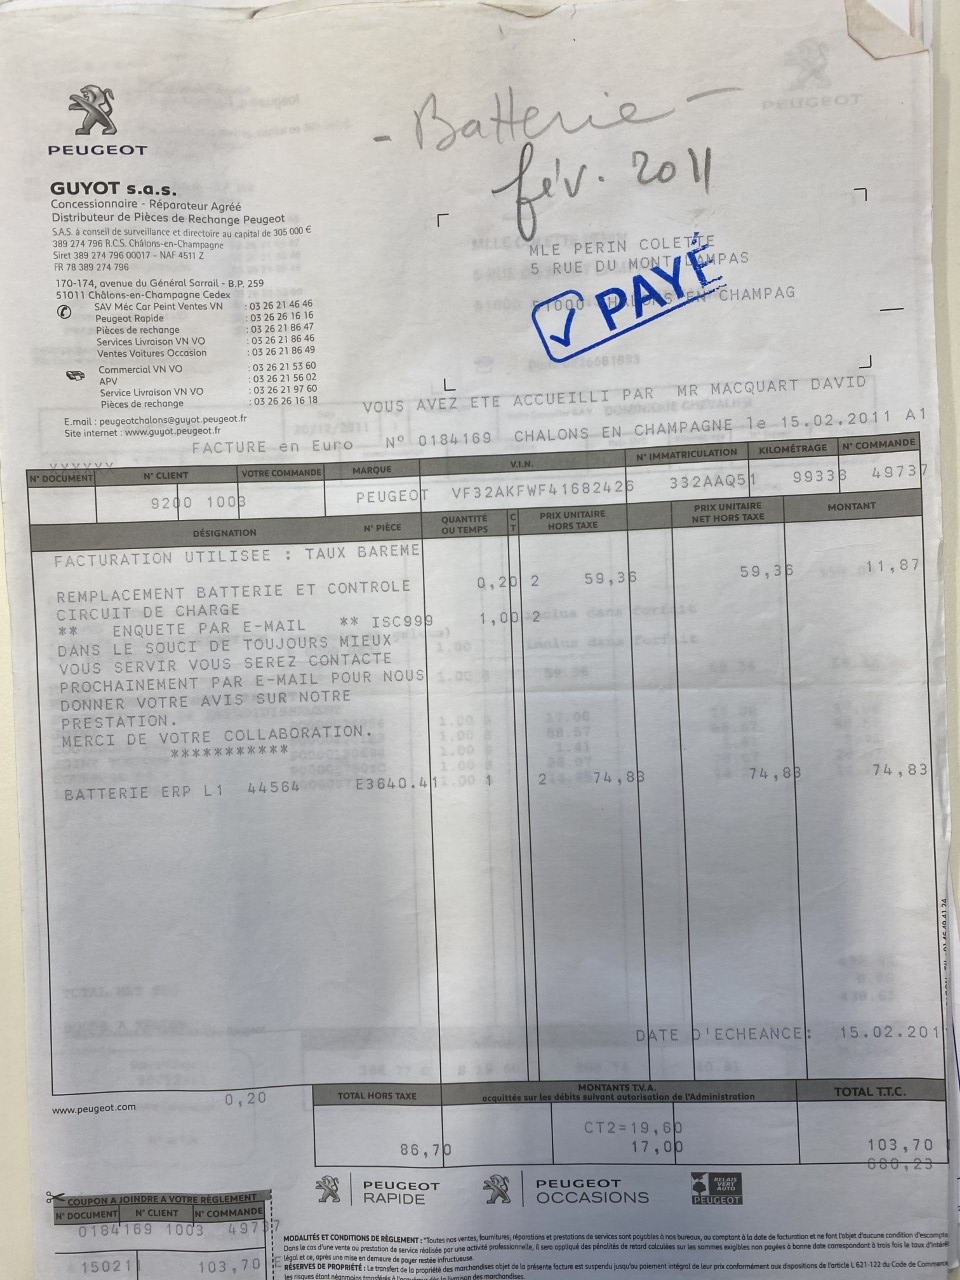 - Batterie -
fév. 2011
PEUGEOT
PEUGEOT
GUYOT s.a.s.
Concessionnaire - Réparateur Agréé
Distributeur de Pièces de Rechange Peugeot
S.A.S. à conseil de surveillance et directoire au capital de 305 000 €
389 274 796 R.C.S. Châlons-en-Champagne
Siret 389 274 796 00017 - NAF 4511 Z
FR 78 389 274 796
170-174, avenue du Général Sarrail - B.P. 259
51011 Châlons-en-Champagne Cedex
SAV Méc Car Peint Ventes VN : 03 26 21 46 46
Peugeot Rapide : 03 26 26 16 16
Pièces de rechange : 03 26 21 86 47
Services Livraison VN VO : 03 26 21 86 46
Ventes Voitures Occasion : 03 26 21 86 49
Commercial VN VO : 03 26 21 53 60
APV : 03 26 21 56 02
Service Livraison VN VO : 03 26 21 97 60
Pièces de rechange : 03 26 26 16 18
E.mail : peugeotchalons@guyot.peugeot.fr
Site internet : www.guyot.peugeot.fr
MLE PERIN COLETTE
5 RUE DU MONT LAMPAS
51000 CHALONS EN CHAMPAG
PAYÉ
VOUS AVEZ ETE ACCUEILLI PAR MR MACQUART DAVID
FACTURE en Euro N° 0184169 CHALONS EN CHAMPAGNE le 15.02.2011 A1
N° DOCUMENT N° CLIENT VOTRE COMMANDE MARQUE V.I.N. N° IMMATRICULATION KILOMÉTRAGE N° COMMANDE
9200 1003 PEUGEOT VF32AKFWF41682426 332AAQ51 99336 49737
DÉSIGNATION N° PIÈCE QUANTITÉ OU TEMPS C T PRIX UNITAIRE HORS TAXE PRIX UNITAIRE NET HORS TAXE MONTANT
FACTURATION UTILISEE : TAUX BAREME
REMPLACEMENT BATTERIE ET CONTROLE 0,20 2 59,36 59,36 11,87
CIRCUIT DE CHARGE
** ENQUETE PAR E-MAIL ** ISC999 1,00 2
DANS LE SOUCI DE TOUJOURS MIEUX
VOUS SERVIR VOUS SEREZ CONTACTE
PROCHAINEMENT PAR E-MAIL POUR NOUS
DONNER VOTRE AVIS SUR NOTRE
PRESTATION.
MERCI DE VOTRE COLLABORATION.
***********
BATTERIE ERP L1 44564 E3640.41 1 2 74,83 74,83 74,83
DATE D'ECHEANCE: 15.02.201
www.peugeot.com 0,20
TOTAL HORS TAXE MONTANTS T.V.A. TOTAL T.T.C.
acquittés sur les débits suivant autorisation de l'Administration
CT2=19,60
86,70 17,00 103,70
680,23
PEUGEOT RAPIDE
PEUGEOT OCCASIONS
RELAIS VERT AUTO PEUGEOT
COUPON A JOINDRE A VOTRE RÈGLEMENT
N° DOCUMENT N° CLIENT N° COMMANDE
0184169 1003 49737
15021 103,70
MODALITÉS ET CONDITIONS DE RÈGLEMENT : "Toutes nos ventes, fournitures, réparations et prestations de services sont payables à nos bureaux, au comptant à la date de facturation et ne font l'objet d'aucune condition d'escompte
Dans le cas d'une vente ou prestation de service réalisée par une activité professionnelle, il sera appliqué des pénalités de retard calculées sur les sommes exigibles non payées à bonne date correspondant à trois fois le taux d'intérêt
légal et ce, après une mise en demeure de payer restée infructueuse.
RÉSERVES DE PROPRIÉTÉ : Le transfert de la propriété des marchandises objet de la présente facture est suspendu jusqu'au paiement intégral de leur prix conformément aux dispositions de l'article L 621-122 du Code de Commerce